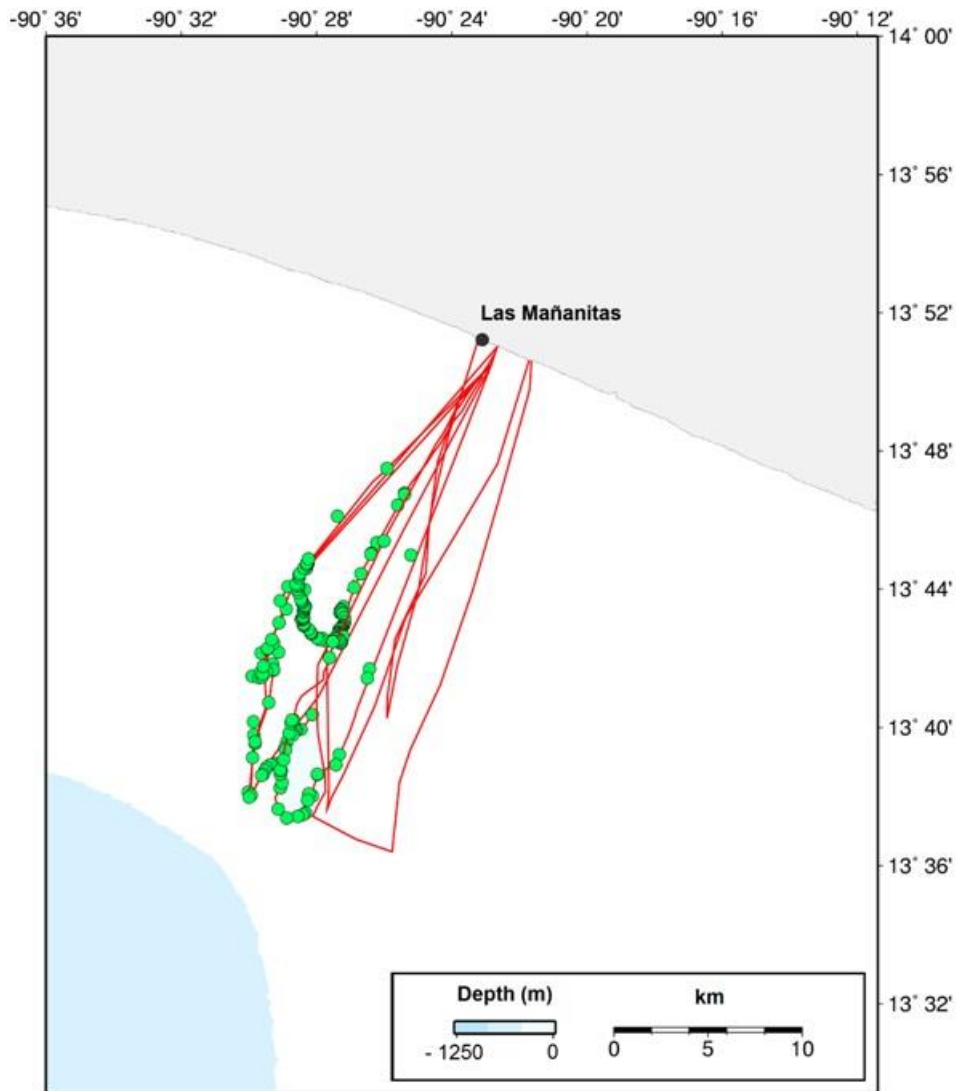 -90˚ 36' -90˚ 32' -90˚ 28' -90˚ 24' -90˚ 20' -90˚ 16' -90˚ 12'
14˚ 00'
13˚ 56'
13˚ 52'
Las Mañanitas
13˚ 48'
13˚ 44'
13˚ 40'
13˚ 36'
13˚ 32'
Depth (m) km
- 1250 0 0 5 10